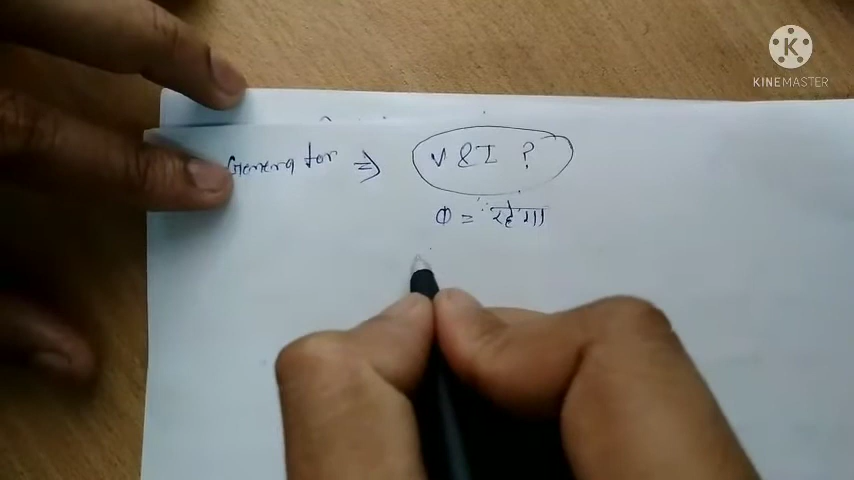 Generator ⇒ V & I ?
Φ = रहेगा
K
KINEMASTER